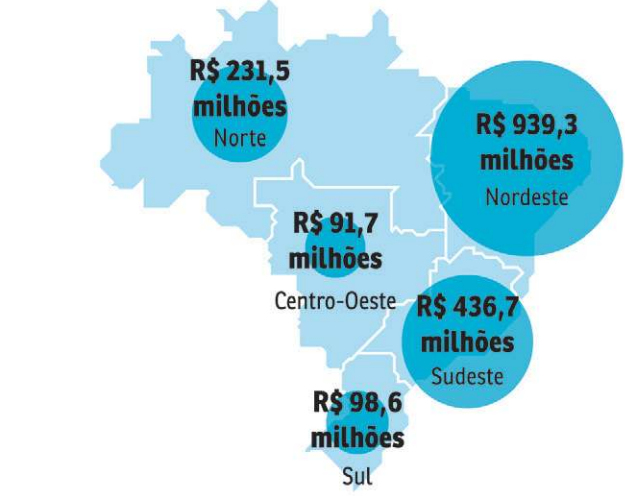 R$ 231,5
milhões
Norte
R$ 939,3
milhões
Nordeste
R$ 91,7
milhões
Centro-Oeste
R$ 436,7
milhões
Sudeste
R$ 98,6
milhões
Sul